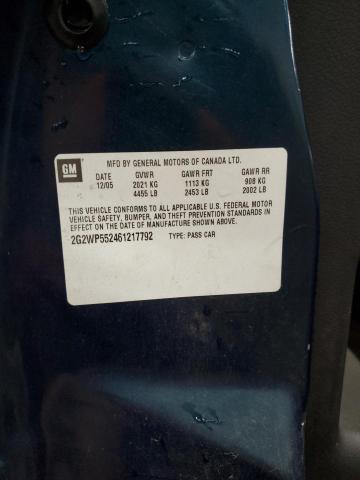 GM
MFD BY GENERAL MOTORS OF CANADA LTD.
DATE GVWR GAWR FRT GAWR RR
12/05 2021 KG 1113 KG 908 KG
4455 LB 2453 LB 2002 LB
THIS VEHICLE CONFORMS TO ALL APPLICABLE U.S. FEDERAL MOTOR
VEHICLE SAFETY, BUMPER, AND THEFT PREVENTION STANDARDS IN
EFFECT ON THE DATE OF MANUFACTURE SHOWN ABOVE.
2G2WP552461217792 TYPE: PASS CAR